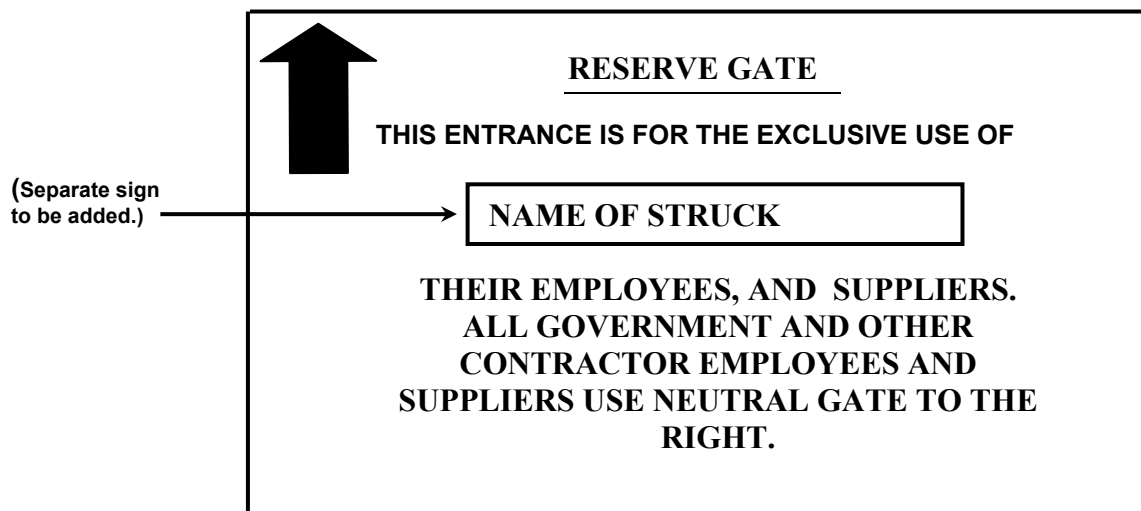 RESERVE GATE
THIS ENTRANCE IS FOR THE EXCLUSIVE USE OF
(Separate sign
to be added.)
NAME OF STRUCK
THEIR EMPLOYEES, AND SUPPLIERS.
ALL GOVERNMENT AND OTHER
CONTRACTOR EMPLOYEES AND
SUPPLIERS USE NEUTRAL GATE TO THE
RIGHT.